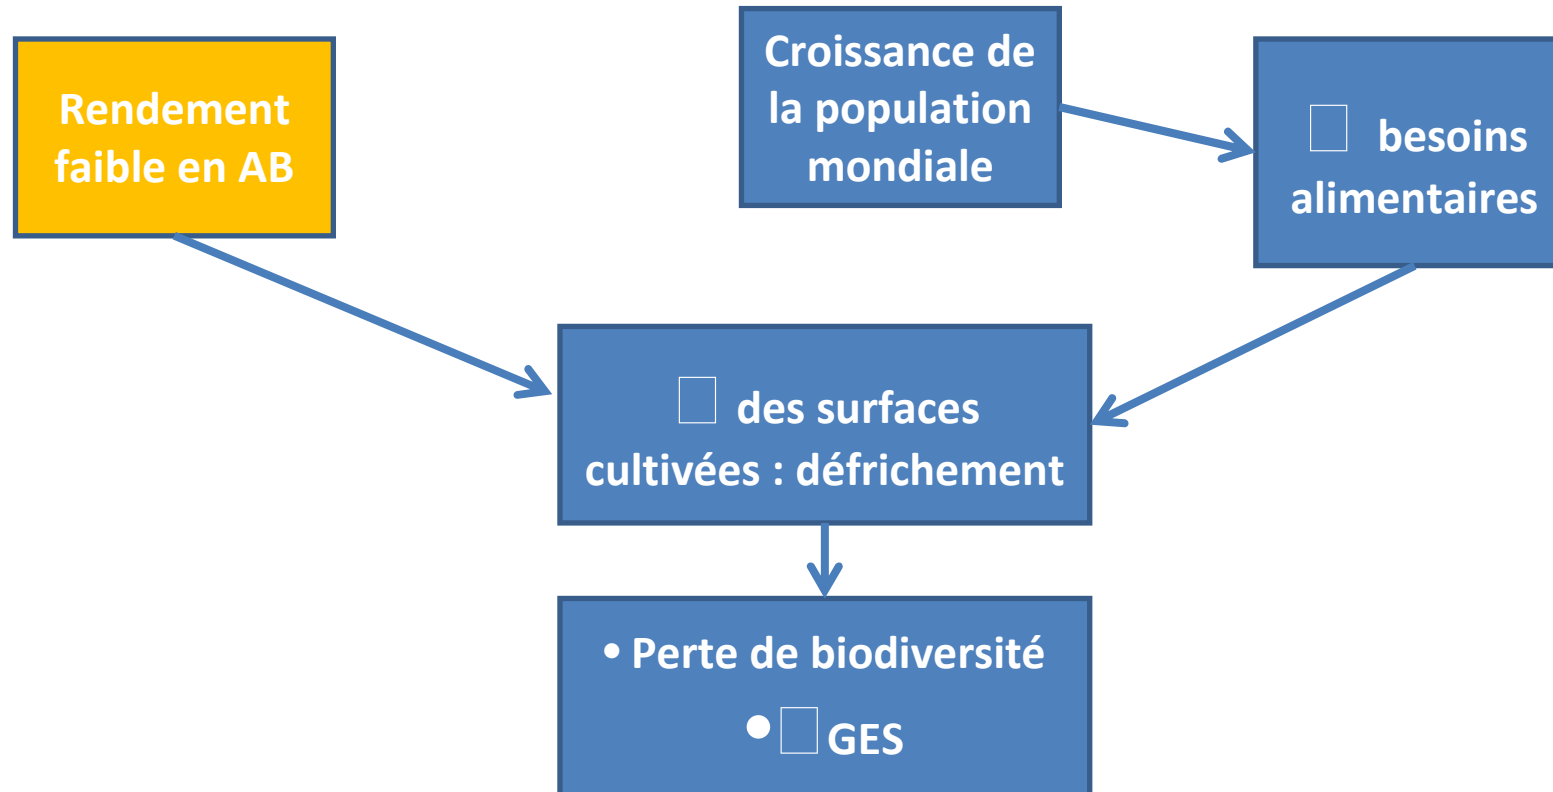 Rendement
faible en AB
Croissance de
la population
mondiale
□ besoins
alimentaires
□ des surfaces
cultivées : défrichement
• Perte de biodiversité
• □ GES